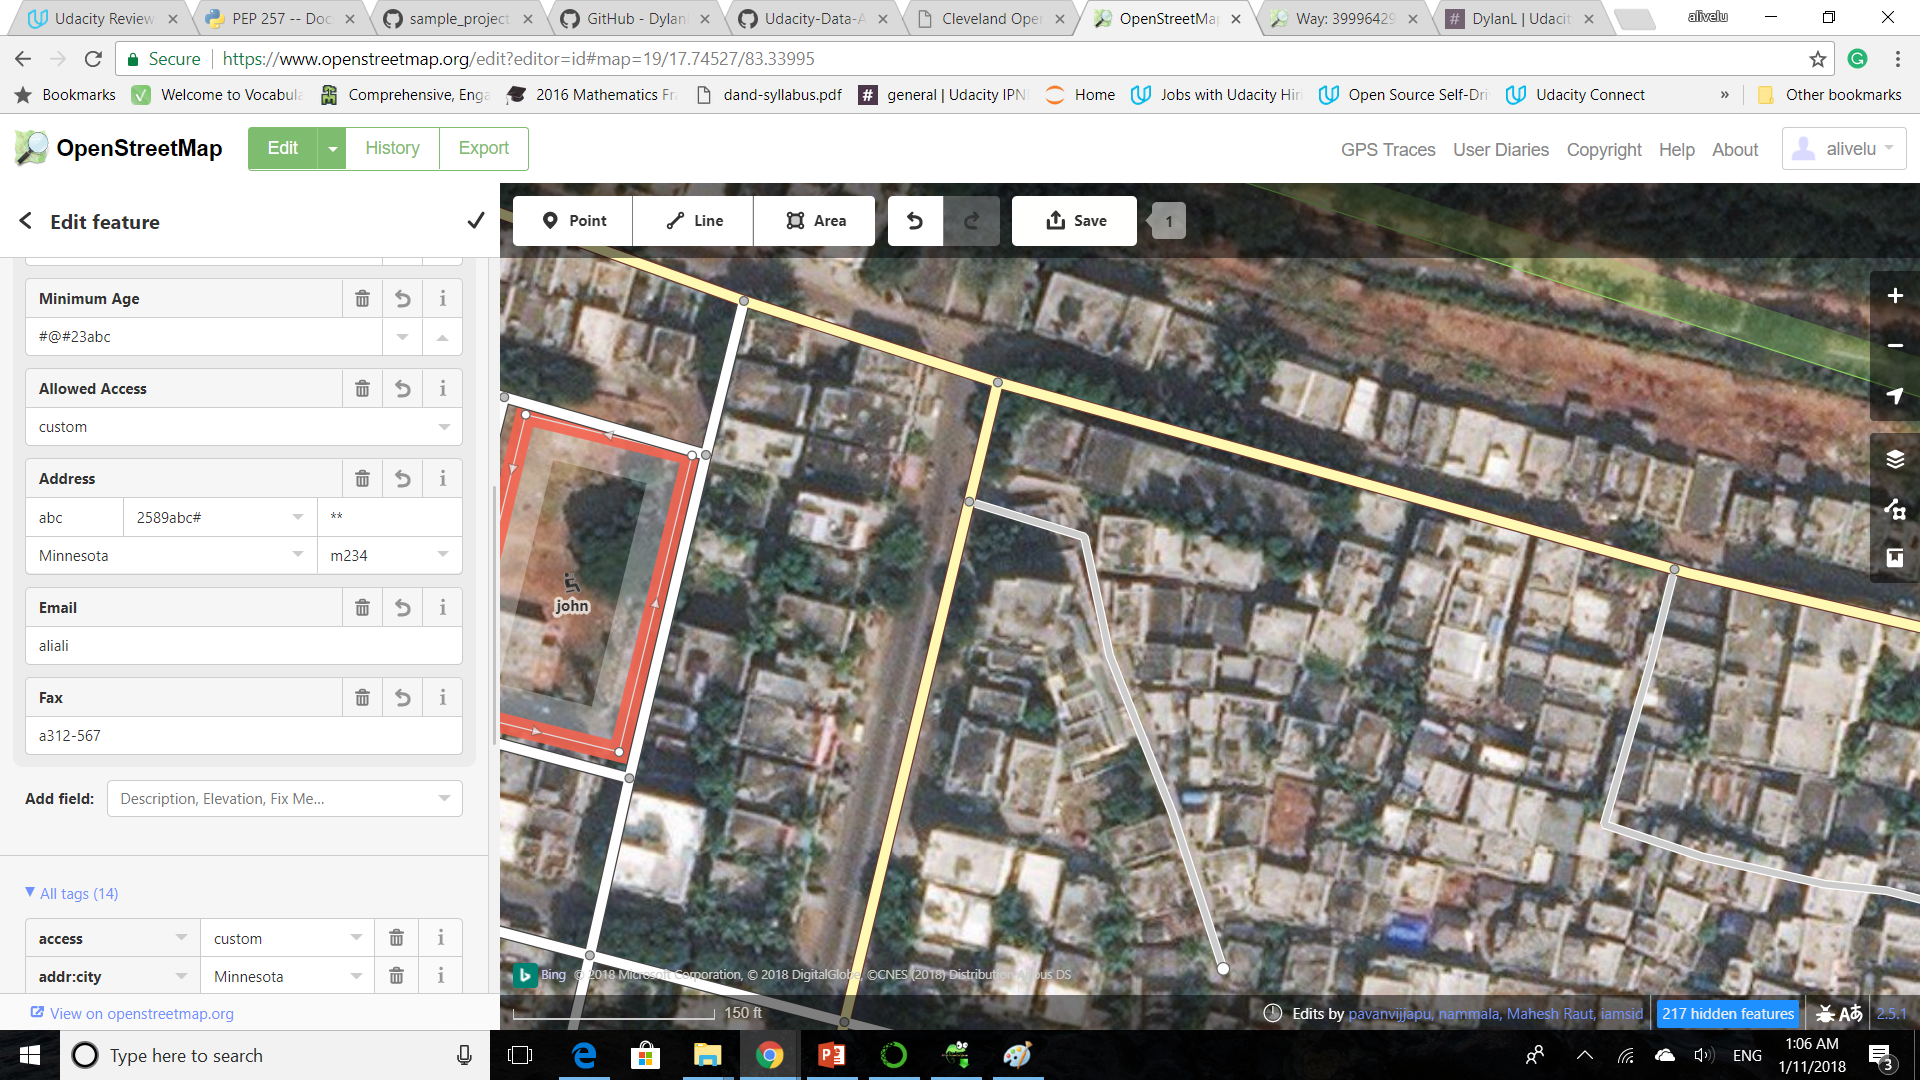 Udacity Review
PEP 257 -- Doc
sample_project
GitHub - Dylan
Udacity-Data-A
Cleveland Ope
OpenStreetMap
Way: 39996429
DylanL | Udacit
alivelu
Secure
https://www.openstreetmap.org/edit?editor=id#map=19/17.74527/83.33995
Bookmarks
Welcome to Vocabula
Comprehensive, Enga
2016 Mathematics Fr
dand-syllabus.pdf
general | Udacity IPN
Home
Jobs with Udacity Hiri
Open Source Self-Dri
Udacity Connect
»
Other bookmarks
OpenStreetMap
Edit
History
Export
GPS Traces
User Diaries
Copyright
Help
About
alivelu
Edit feature
Point
Line
Area
Save
1
Minimum Age
#@#23abc
Allowed Access
custom
Address
abc
2589abc#
**
Minnesota
m234
Email
aliali
Fax
a312-567
Add field:
Description, Elevation, Fix Me...
All tags (14)
access
custom
addr:city
Minnesota
View on openstreetmap.org
john
Bing
© 2018 Microsoft Corporation, © 2018 DigitalGlobe, ©CNES (2018) Distribution Airbus DS
150 ft
Edits by pavanvijjapu, nammala, Mahesh Raut, iamsid
217 hidden features
2.5.1
Type here to search
ENG
1:06 AM
1/11/2018
3